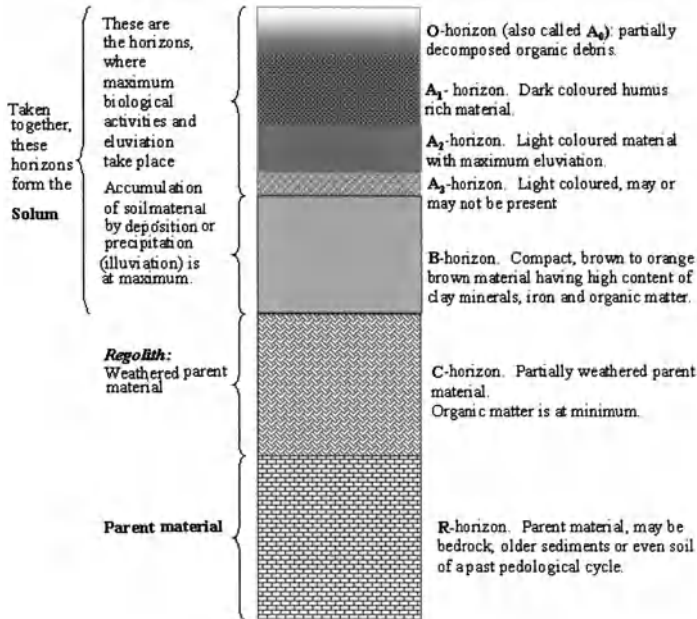 Taken
together,
these
horizons
form the
Solum
These are
the horizons,
where
maximum
biological
activities and
eluviation
take place
Accumulation
of soilmaterial
by deposition or
precipitation
(illuviation) is
at maximum.
Regolith:
Weathered parent
material
Parent material
O-horizon (also called A₀): partially
decomposed organic debris.
A₁- horizon. Dark coloured humus
rich material.
A₂-horizon. Light coloured material
with maximum eluviation.
A₃-horizon. Light coloured, may or
may not be present
B-horizon. Compact, brown to orange
brown material having high content of
clay minerals, iron and organic matter.
C-horizon. Partially weathered parent
material.
Organic matter is at minimum.
R-horizon. Parent material, may be
bedrock, older sediments or even soil
of a past pedological cycle.